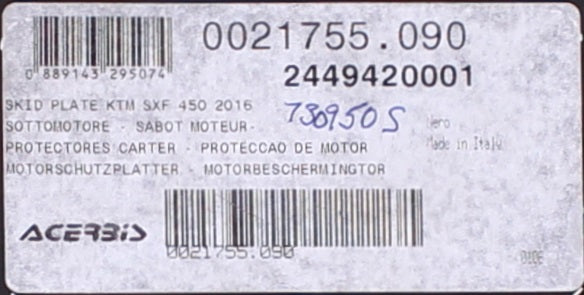 0021755.090
0 889143 295074
2449420001
SKID PLATE KTM SXF 450 2016
730950S
SOTTOMOTORE - SABOT MOTEUR-
Nero
PROTECTORES CARTER - PROTECCAO DE MOTOR
Made in Italy
MOTORSCHUTZPLATTER - MOTORBESCHERMINGTOR
ACERBIS
0021755.090